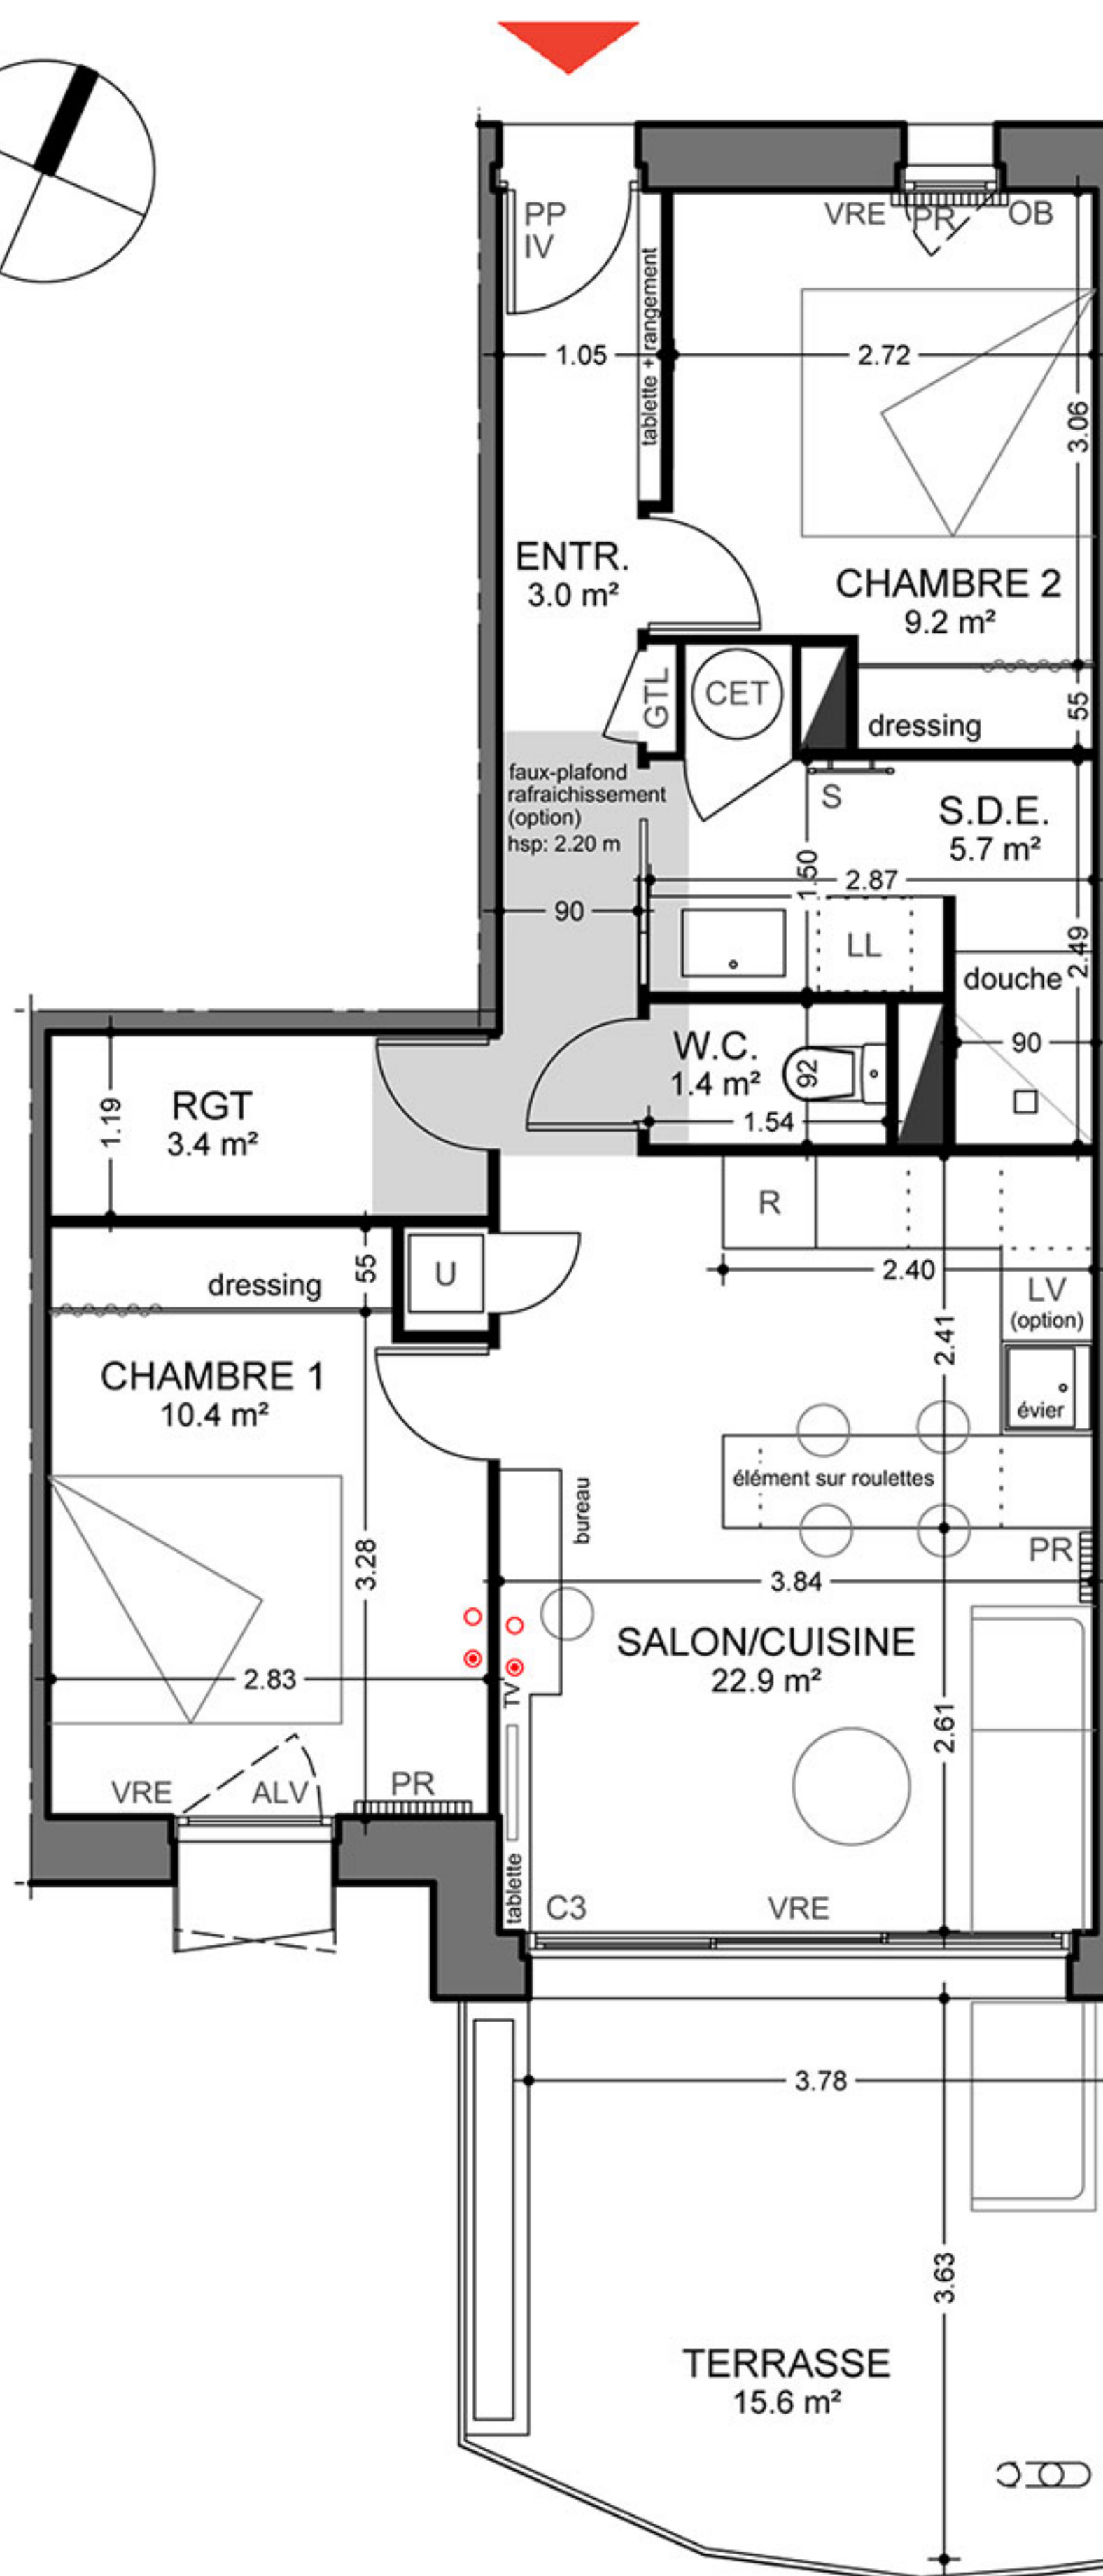 PP
IV
VRE
PR
OB
tablette + rangement
1.05
2.72
3.06
ENTR.
3.0 m²
CHAMBRE 2
9.2 m²
GTL
CET
55
dressing
faux-plafond
rafraichissement
(option)
hsp: 2.20 m
S
S.D.E.
5.7 m²
1.50
2.87
90
LL
2.49
douche
W.C.
1.4 m²
92
90
1.54
RGT
3.4 m²
1.19
R
2.40
dressing
55
U
LV
(option)
2.41
CHAMBRE 1
10.4 m²
évier
élément sur roulettes
bureau
PR
3.28
3.84
SALON/CUISINE
22.9 m²
2.83
TV
2.61
VRE
ALV
PR
tablette
C3
VRE
3.78
3.63
TERRASSE
15.6 m²